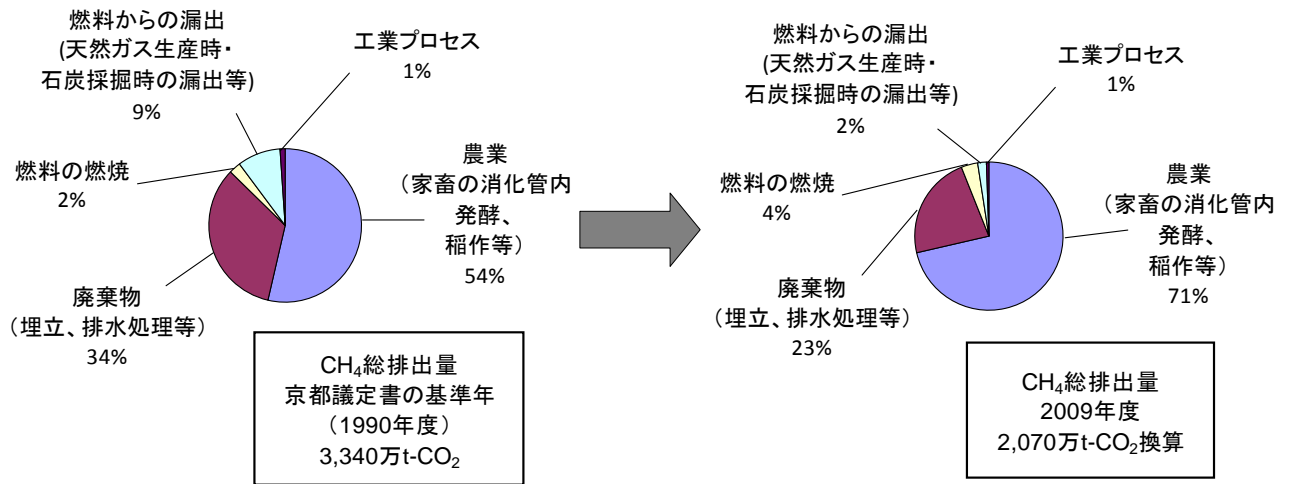 燃料からの漏出
(天然ガス生産時・
石炭採掘時の漏出等)
9%
工業プロセス
1%
燃料の燃焼
2%
農業
（家畜の消化管内
発酵、
稲作等）
54%
廃棄物
（埋立、排水処理等）
34%
CH₄総排出量
京都議定書の基準年
（1990年度）
3,340万t-CO₂
燃料からの漏出
(天然ガス生産時・
石炭採掘時の漏出等)
2%
工業プロセス
1%
燃料の燃焼
4%
農業
（家畜の消化管内
発酵、
稲作等）
71%
廃棄物
（埋立、排水処理等）
23%
CH₄総排出量
2009年度
2,070万t-CO₂換算